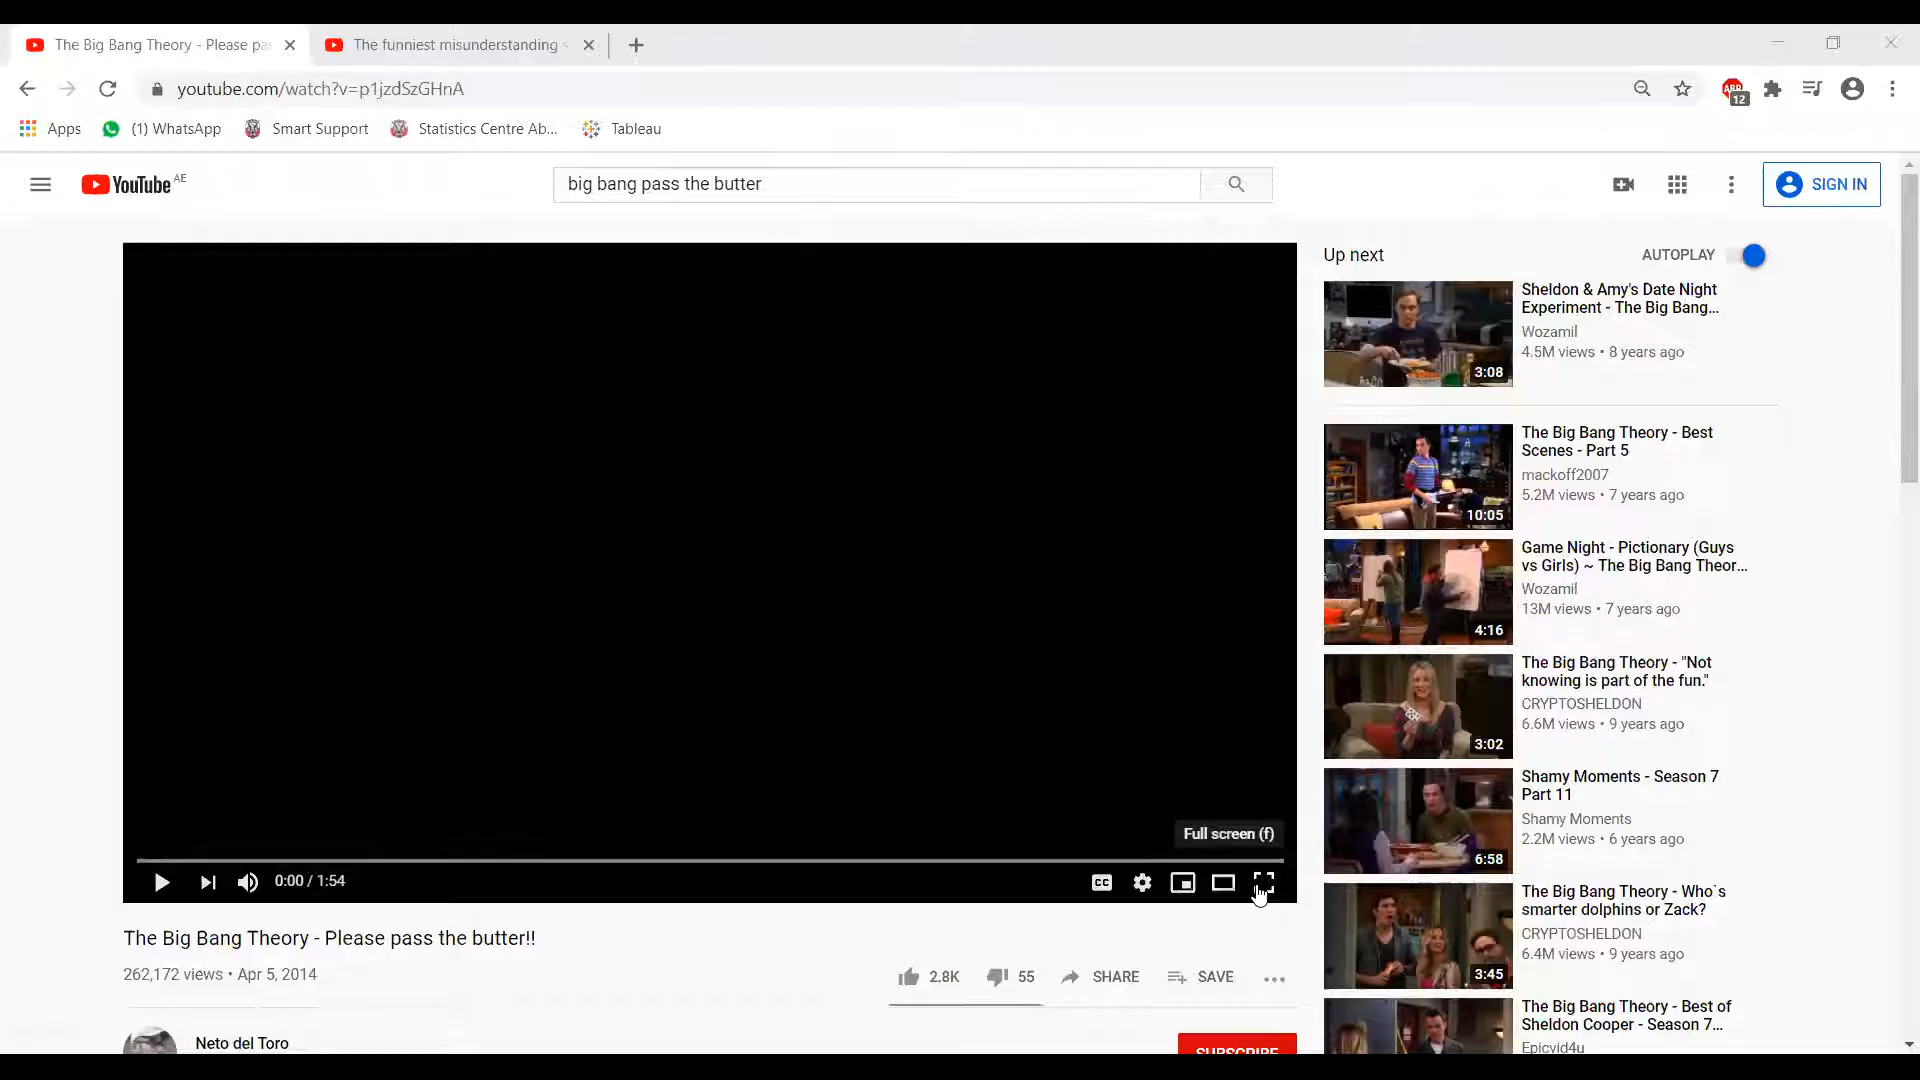 The Big Bang Theory - Please pa
The funniest misunderstanding
youtube.com/watch?v=p1jzdSzGHnA
ABP
12
Apps
(1) WhatsApp
Smart Support
Statistics Centre Ab...
Tableau
YouTube AE
big bang pass the butter
SIGN IN
Up next
AUTOPLAY
Sheldon & Amy's Date Night
Experiment - The Big Bang...
Wozamil
4.5M views • 8 years ago
3:08
The Big Bang Theory - Best
Scenes - Part 5
mackoff2007
5.2M views • 7 years ago
10:05
Game Night - Pictionary (Guys
vs Girls) ~ The Big Bang Theor...
Wozamil
13M views • 7 years ago
4:16
The Big Bang Theory - "Not
knowing is part of the fun."
CRYPTOSHELDON
6.6M views • 9 years ago
3:02
Shamy Moments - Season 7
Part 11
Shamy Moments
2.2M views • 6 years ago
6:58
The Big Bang Theory - Who`s
smarter dolphins or Zack?
CRYPTOSHELDON
6.4M views • 9 years ago
3:45
The Big Bang Theory - Best of
Sheldon Cooper - Season 7...
Epicvid4u
Full screen (f)
0:00 / 1:54
CC
The Big Bang Theory - Please pass the butter!!
262,172 views • Apr 5, 2014
2.8K
55
SHARE
SAVE
Neto del Toro
SUBSCRIBE